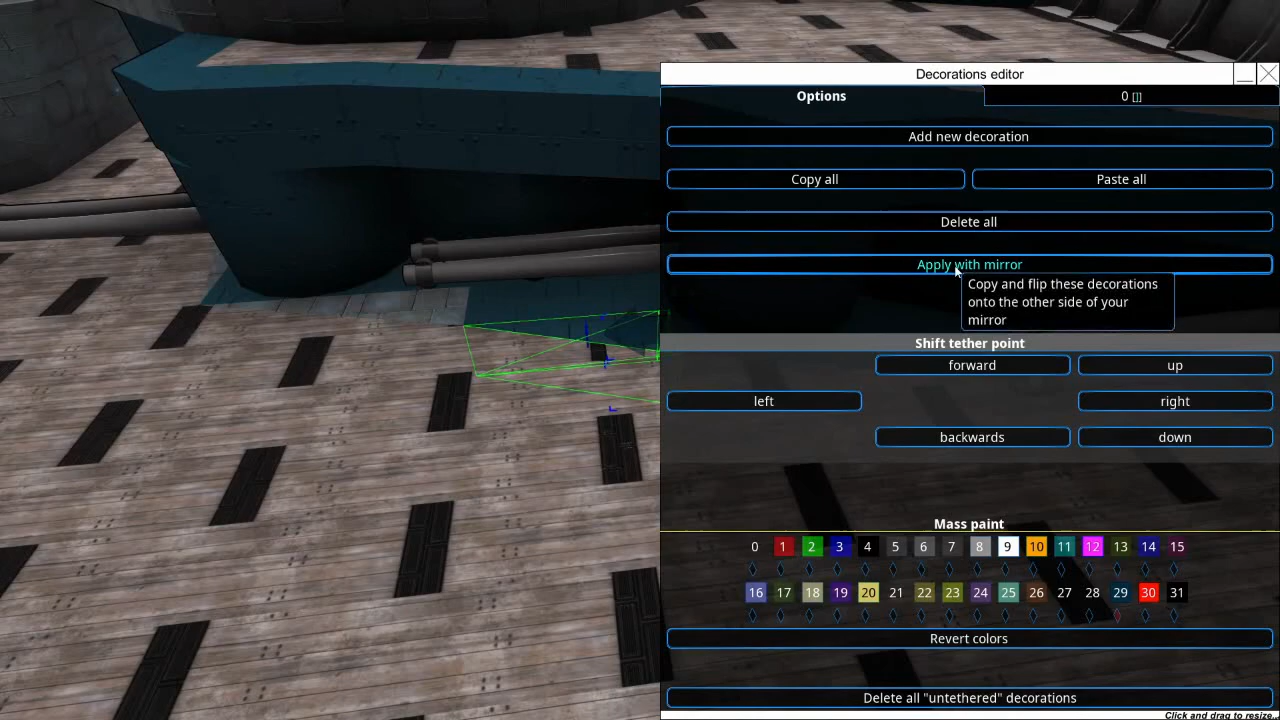 Decorations editor
Options
0 []]
Add new decoration
Copy all
Paste all
Delete all
Apply with mirror
Copy and flip these decorations
onto the other side of your
mirror
Shift tether point
forward
up
left
right
backwards
down
Mass paint
0 1 2 3 4 5 6 7 8 9 10 11 12 13 14 15
16 17 18 19 20 21 22 23 24 25 26 27 28 29 30 31
Revert colors
Delete all "untethered" decorations
Click and drag to resize